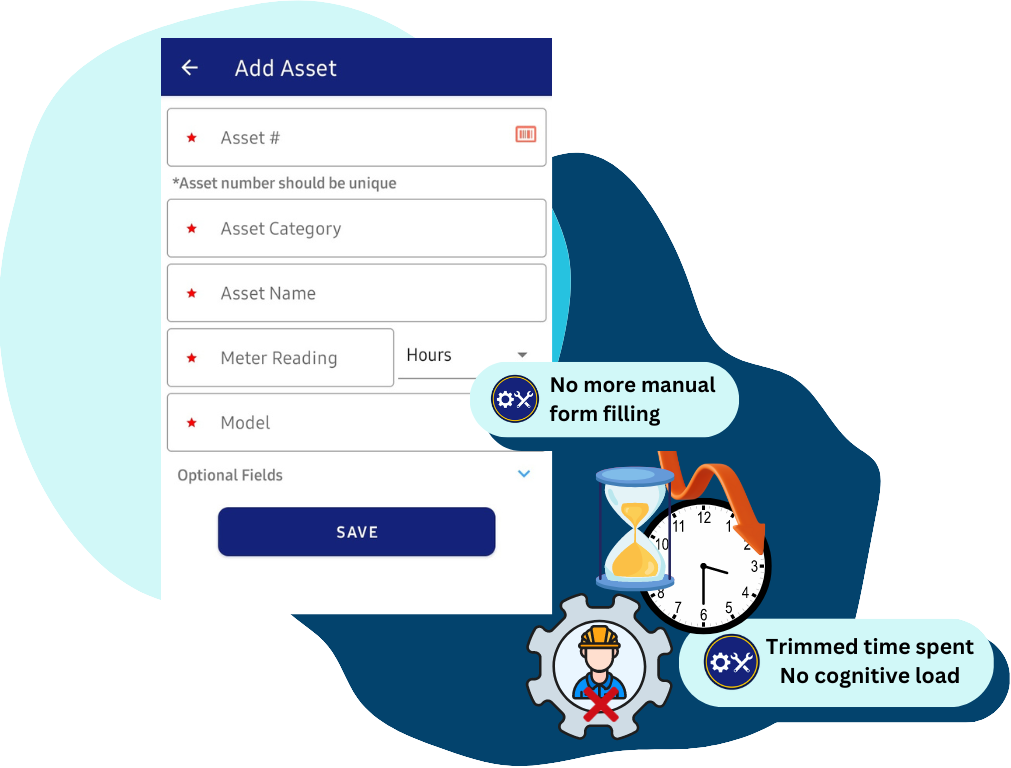 Add Asset
Asset #
*Asset number should be unique
Asset Category
Asset Name
Meter Reading
Hours
Model
No more manual
form filling
Optional Fields
SAVE
12
11
1
10
2
3
8
4
7
5
6
Trimmed time spent
No cognitive load